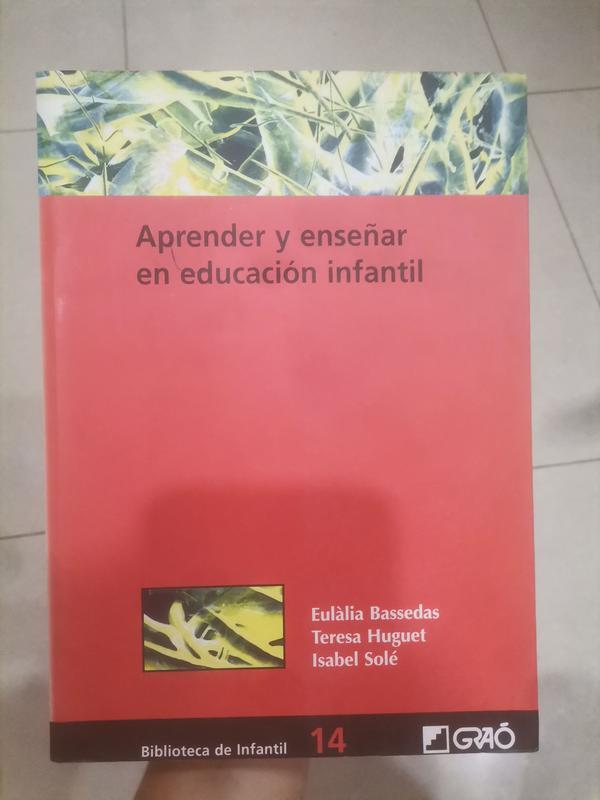 Aprender y enseñar
en educación infantil
Eulàlia Bassedas
Teresa Huguet
Isabel Solé
Biblioteca de Infantil 14
GRAÓ